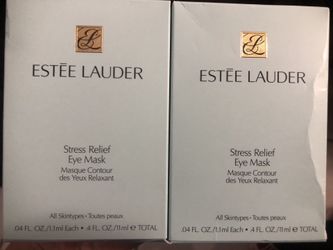 ESTĒE LAUDER
Stress Relief
Eye Mask
Masque Contour
des Yeux Relaxant
All Skintypes • Toutes peaux
.04 FL. OZ./1.1ml Each • .4 FL. OZ./11ml ℮ TOTAL
ESTĒE LAUDER
Stress Relief
Eye Mask
Masque Contour
des Yeux Relaxant
All Skintypes • Toutes peaux
.04 FL. OZ./1.1ml Each • .4 FL. OZ./11ml ℮ TOTAL